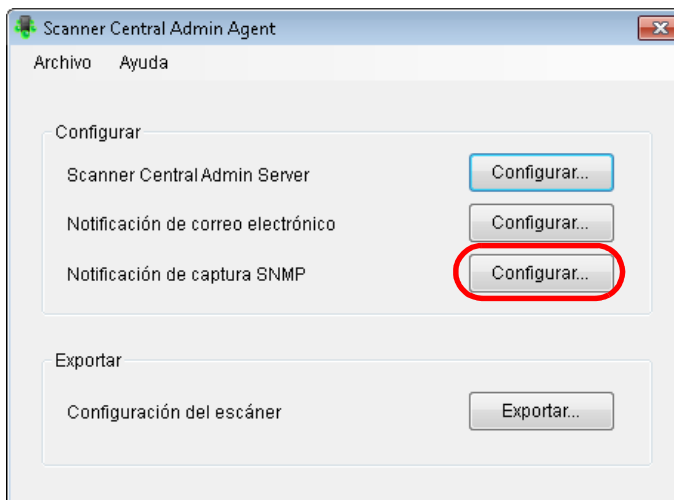 Scanner Central Admin Agent
Archivo Ayuda
Configurar
Scanner Central Admin Server Configurar...
Notificación de correo electrónico Configurar...
Notificación de captura SNMP Configurar...
Exportar
Configuración del escáner Exportar...